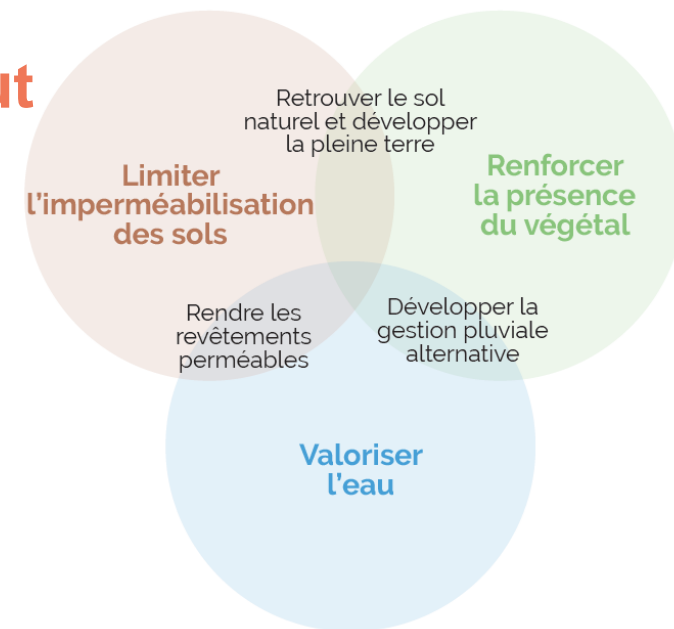 ut
Retrouver le sol
naturel et développer
la pleine terre
Limiter
l'imperméabilisation
des sols
Renforcer
la présence
du végétal
Rendre les
revêtements
perméables
Développer la
gestion pluviale
alternative
Valoriser
l'eau